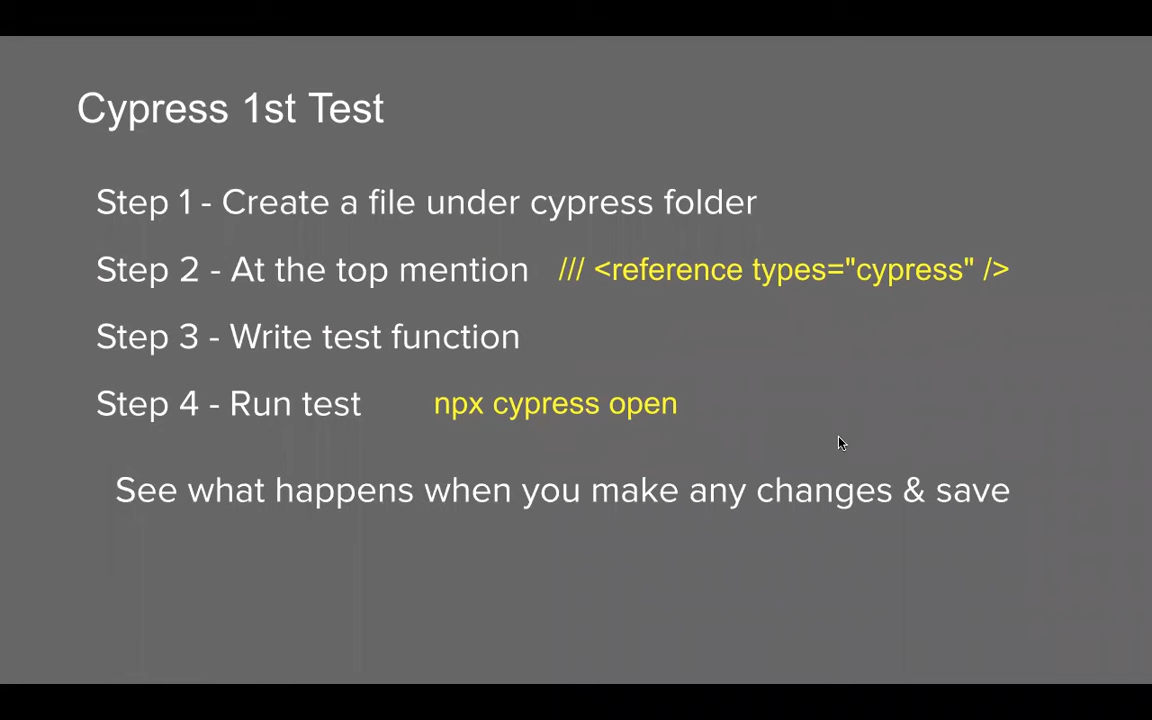 Cypress 1st Test
Step 1 - Create a file under cypress folder
Step 2 - At the top mention /// <reference types="cypress" />
Step 3 - Write test function
Step 4 - Run test npx cypress open
See what happens when you make any changes & save